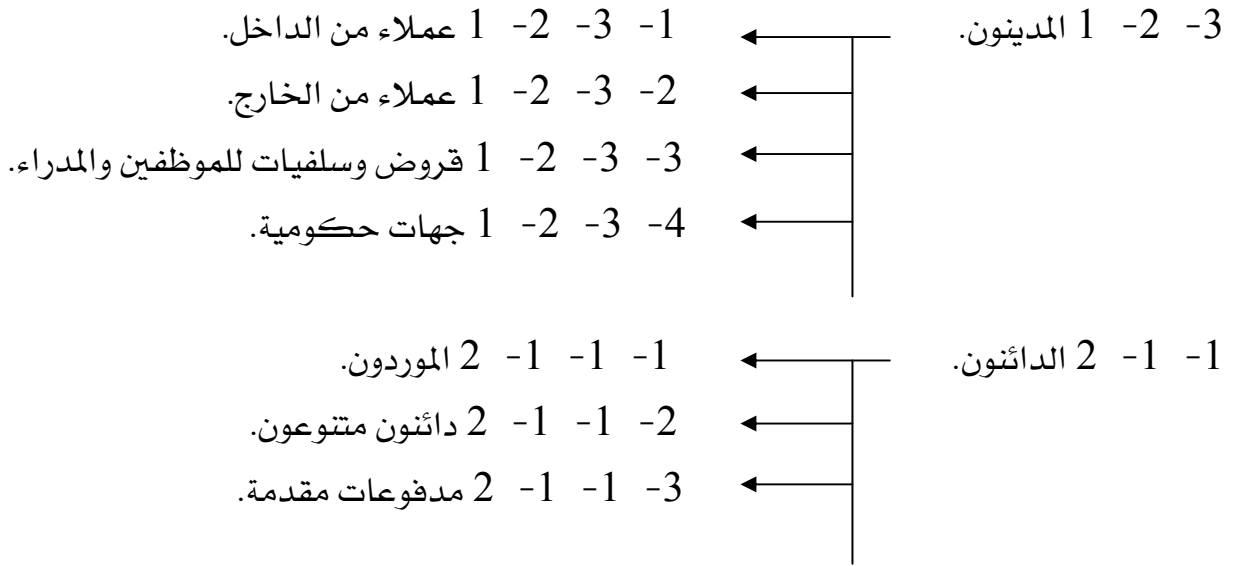 3- 2- 1 المدينون. 1- 3- 2- 1 عملاء من الداخل.
2- 3- 2- 1 عملاء من الخارج.
3- 3- 2- 1 قروض وسلفيات للموظفين والمدراء.
4- 3- 2- 1 جهات حكومية.
1- 1- 2 الدائنون. 1- 1- 1- 2 الموردون.
2- 1- 1- 2 دائنون متنوعون.
3- 1- 1- 2 مدفوعات مقدمة.